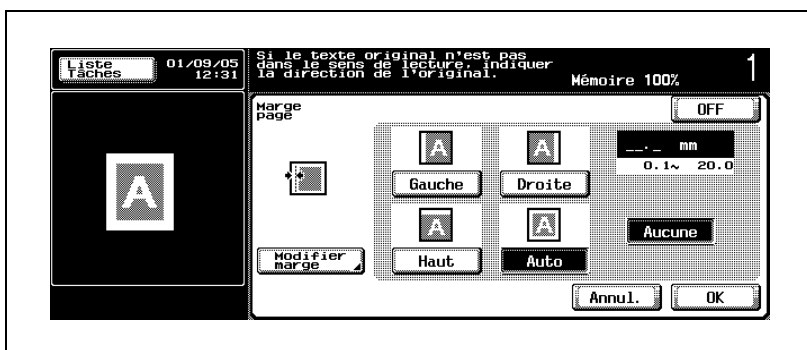 Liste
Tâches
01/09/05
12:31
Si le texte original n'est pas
dans le sens de lecture, indiquer
la direction de l'original.
Mémoire 100%
1
Marge
page
OFF
A
A
A
__._ mm
0.1~ 20.0
Gauche
Droite
A
A
Aucune
Modifier
marge
Haut
Auto
Annul.
OK